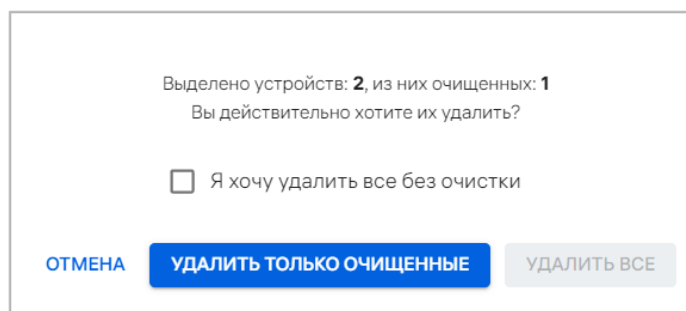 Выделено устройств: 2, из них очищенных: 1
Вы действительно хотите их удалить?
Я хочу удалить все без очистки
ОТМЕНА УДАЛИТЬ ТОЛЬКО ОЧИЩЕННЫЕ УДАЛИТЬ ВСЕ